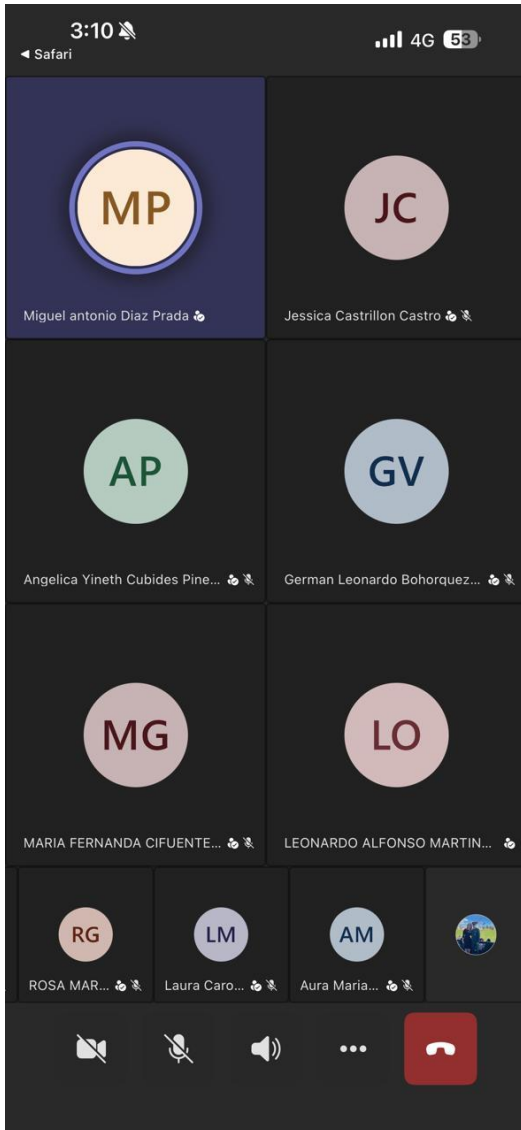 3:10
◄ Safari
4G 53
MP
JC
Miguel antonio Diaz Prada
Jessica Castrillon Castro
AP
GV
Angelica Yineth Cubides Pine...
German Leonardo Bohorquez...
MG
LO
MARIA FERNANDA CIFUENTE...
LEONARDO ALFONSO MARTIN...
RG
LM
AM
ROSA MAR...
Laura Caro...
Aura Maria...